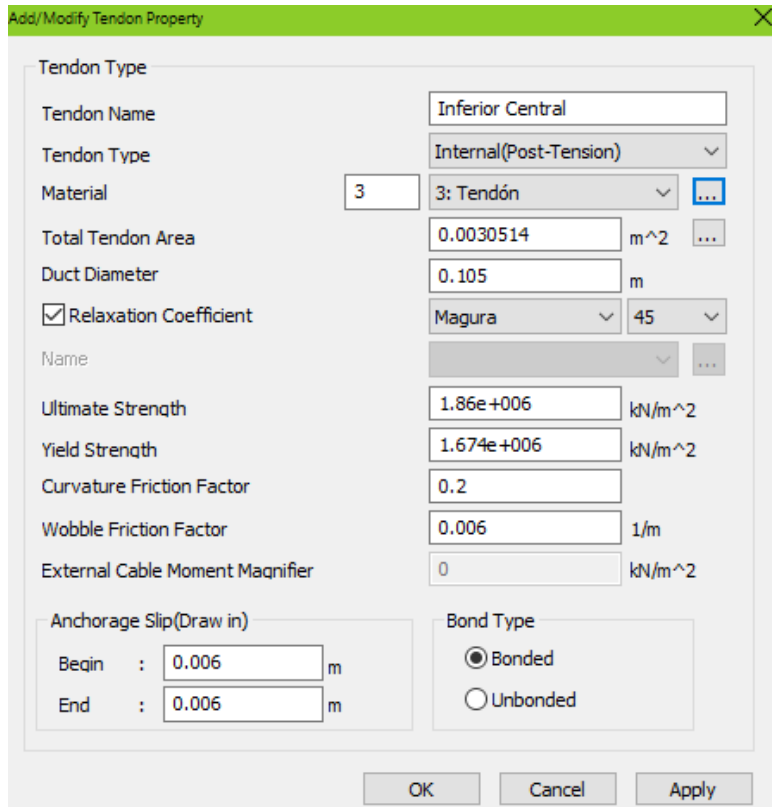 Add/Modify Tendon Property
Tendon Type
Tendon Name Inferior Central
Tendon Type Internal(Post-Tension)
Material 3 3: Tendón ...
Total Tendon Area 0.0030514 m^2 ...
Duct Diameter 0.105 m
Relaxation Coefficient Magura 45
Name ...
Ultimate Strength 1.86e+006 kN/m^2
Yield Strength 1.674e+006 kN/m^2
Curvature Friction Factor 0.2
Wobble Friction Factor 0.006 1/m
External Cable Moment Magnifier 0 kN/m^2
Anchorage Slip(Draw in) Bond Type
Begin : 0.006 m Bonded
End : 0.006 m Unbonded
OK Cancel Apply